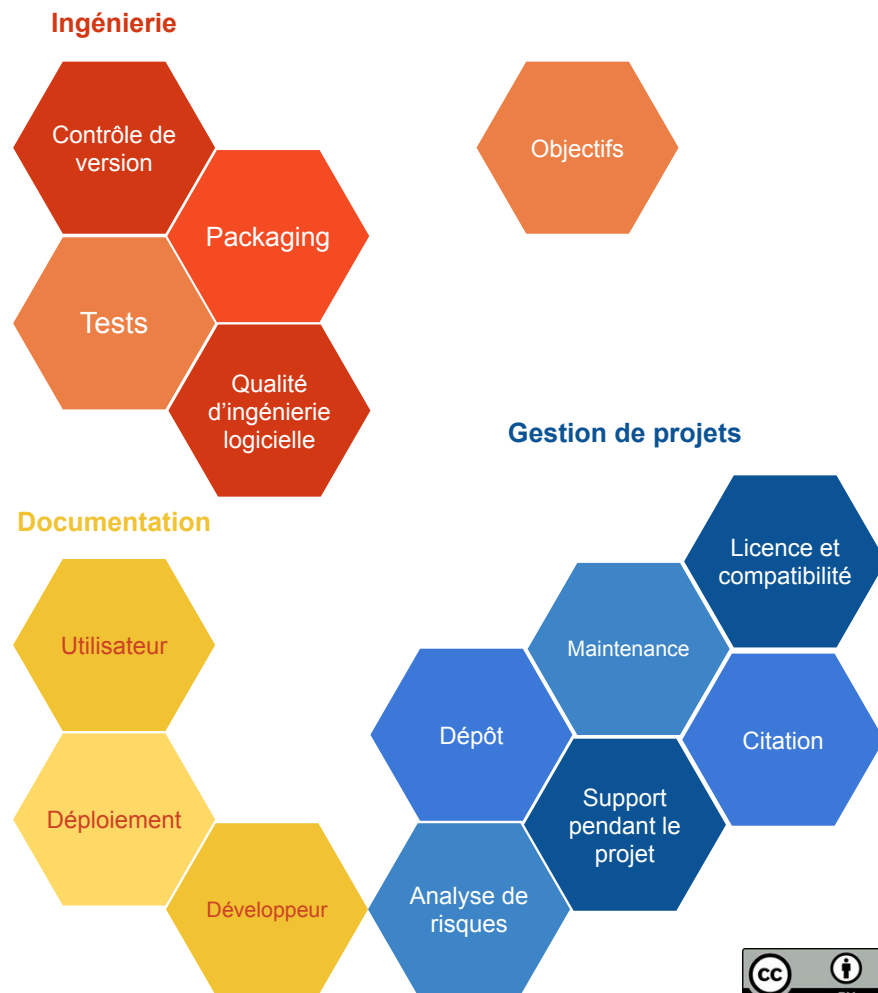 Ingénierie
Contrôle de
version
Objectifs
Packaging
Tests
Qualité
d'ingénierie
logicielle
Gestion de projets
Licence et
compatibilité
Maintenance
Dépôt
Citation
Support
pendant le
projet
Analyse de
risques
Documentation
Utilisateur
Déploiement
Développeur
cc